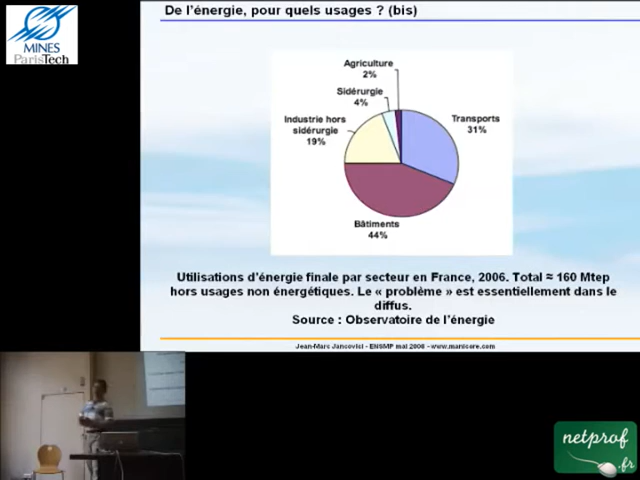 De l'énergie, pour quels usages ? (bis)
MINES
ParisTech
Agriculture
2%
Sidérurgie
4%
Transports
31%
Industrie hors
sidérurgie
19%
Bâtiments
44%
Utilisations d'énergie finale par secteur en France, 2006. Total ≈ 160 Mtep
hors usages non énergétiques. Le « problème » est essentiellement dans le
diffus.
Source : Observatoire de l'énergie
Jean-Marc Jancovici - ENSMP mai 2008 - www.manicore.com
netprof
.fr